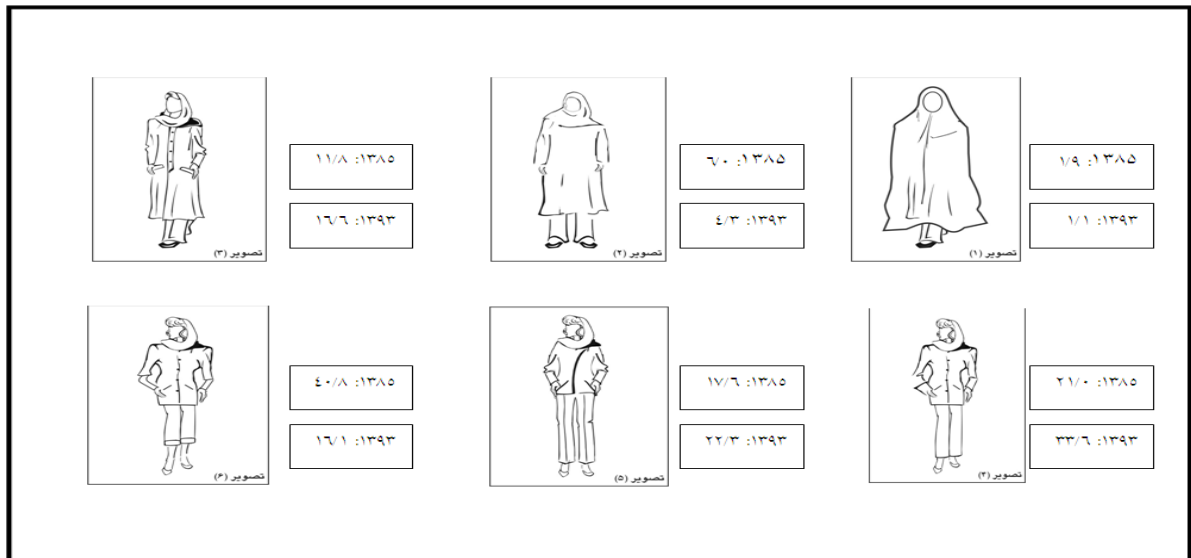 ۱۳۸۵: ۱/۹
۱۳۹۳: ۱/۱
تصویر (۱)
۱۳۸۵: ۶/۰
۱۳۹۳: ۴/۳
تصویر (۲)
۱۳۸۵: ۱۱/۸
۱۳۹۳: ۱۶/۶
تصویر (۳)
۱۳۸۵: ۲۱/۰
۱۳۹۳: ۳۳/۶
تصویر (۴)
۱۳۸۵: ۱۷/۶
۱۳۹۳: ۲۲/۳
تصویر (۵)
۱۳۸۵: ۴۰/۸
۱۳۹۳: ۱۶/۱
تصویر (۶)